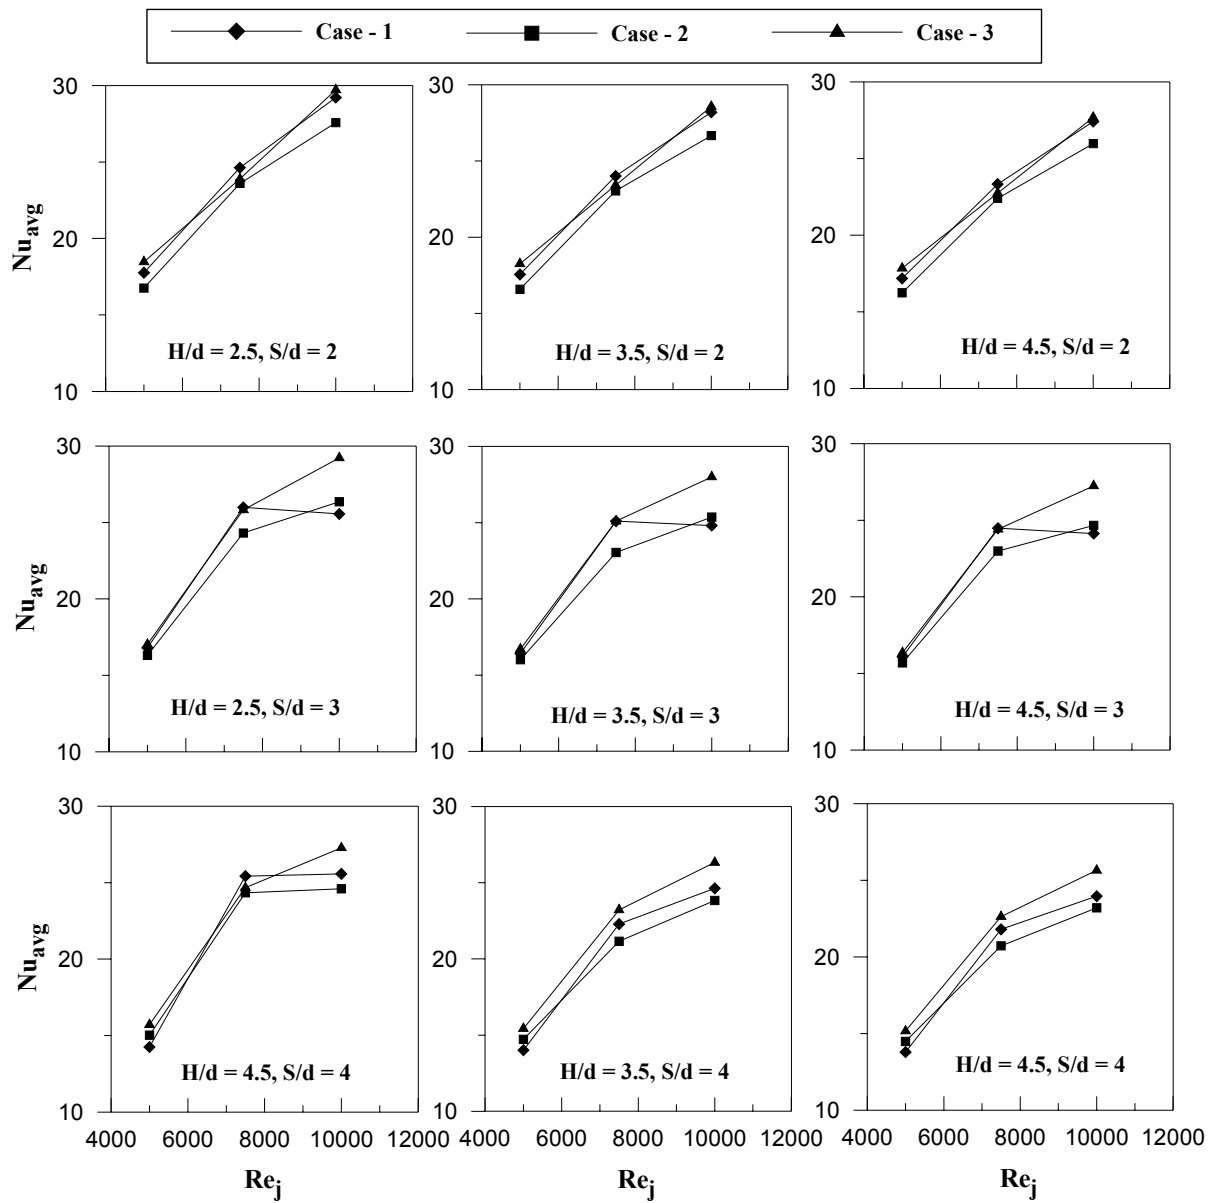 Case - 1 Case - 2 Case - 3
30 30 30
20 20 20
10 10 10
Nu_avg
H/d = 2.5, S/d = 2 H/d = 3.5, S/d = 2 H/d = 4.5, S/d = 2
30 30 30
20 20 20
10 10 10
Nu_avg
H/d = 2.5, S/d = 3 H/d = 3.5, S/d = 3 H/d = 4.5, S/d = 3
30 30 30
20 20 20
10 10 10
Nu_avg
H/d = 4.5, S/d = 4 H/d = 3.5, S/d = 4 H/d = 4.5, S/d = 4
4000 6000 8000 10000 12000 4000 6000 8000 10000 12000 4000 6000 8000 10000 12000
Re_j Re_j Re_j